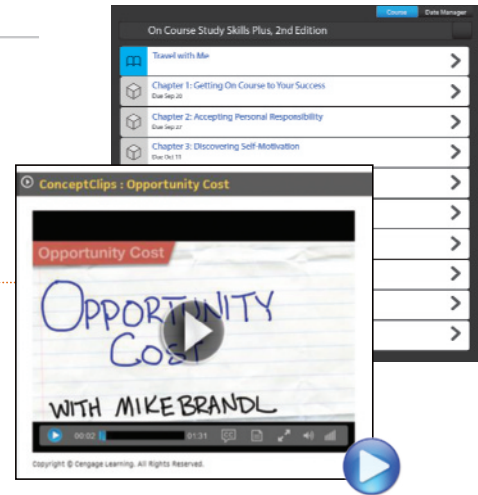 Course Data Manager
On Course Study Skills Plus, 2nd Edition
Travel with Me
Chapter 1: Getting On Course to Your Success
Due Sep 20
Chapter 2: Accepting Personal Responsibility
Due Sep 27
Chapter 3: Discovering Self-Motivation
Due Oct 11
ConceptClips : Opportunity Cost
Opportunity Cost
OPPORTUNITY
COST
WITH MIKE BRANDL
00:02 01:31 CC
Copyright © Cengage Learning. All Rights Reserved.